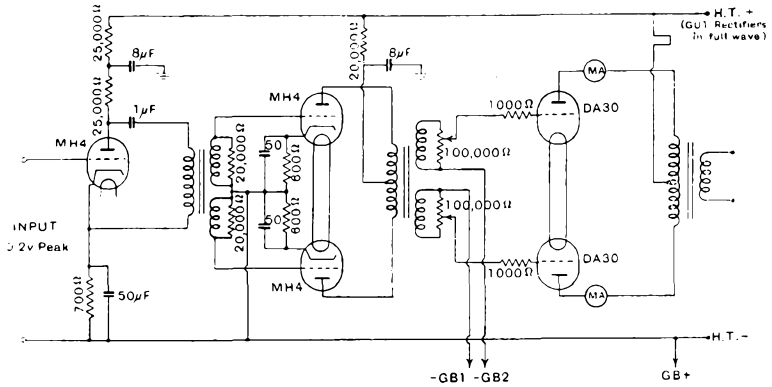 H.T.+
(GU1 Rectifiers
in full wave)
25,000Ω
8µF
20,000Ω
8µF
MA
25,000Ω
1µF
MH4
MH4
1000Ω
DA30
50
600Ω
20,000Ω
100,000Ω
INPUT
2v Peak
20,000Ω
50
600Ω
100,000Ω
DA30
MH4
1000Ω
MA
700Ω
50µF
H.T.-
-GB1 -GB2
GB+